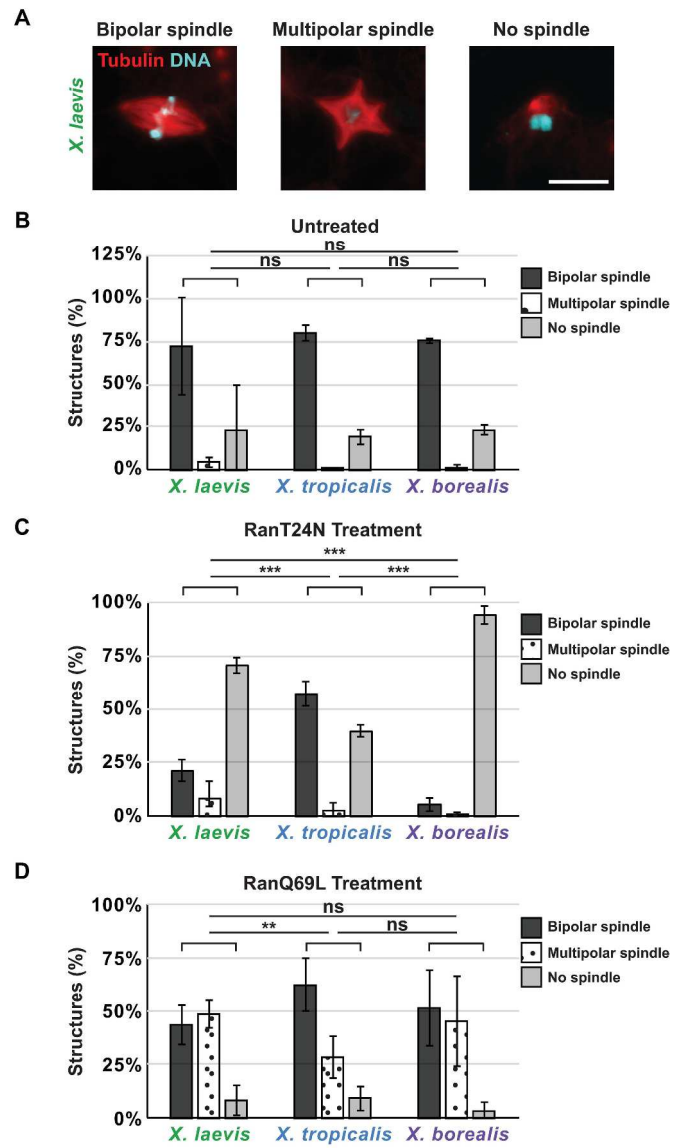 A
Bipolar spindle Multipolar spindle No spindle
X. laevis
Tubulin DNA
B
Untreated
Structures (%)
125%
100%
75%
50%
25%
0%
ns
ns ns
Bipolar spindle
Multipolar spindle
No spindle
X. laevis X. tropicalis X. borealis
C
RanT24N Treatment
Structures (%)
100%
75%
50%
25%
0%
***
*** ***
Bipolar spindle
Multipolar spindle
No spindle
X. laevis X. tropicalis X. borealis
D
RanQ69L Treatment
Structures (%)
100%
75%
50%
25%
0%
ns
** ns
Bipolar spindle
Multipolar spindle
No spindle
X. laevis X. tropicalis X. borealis